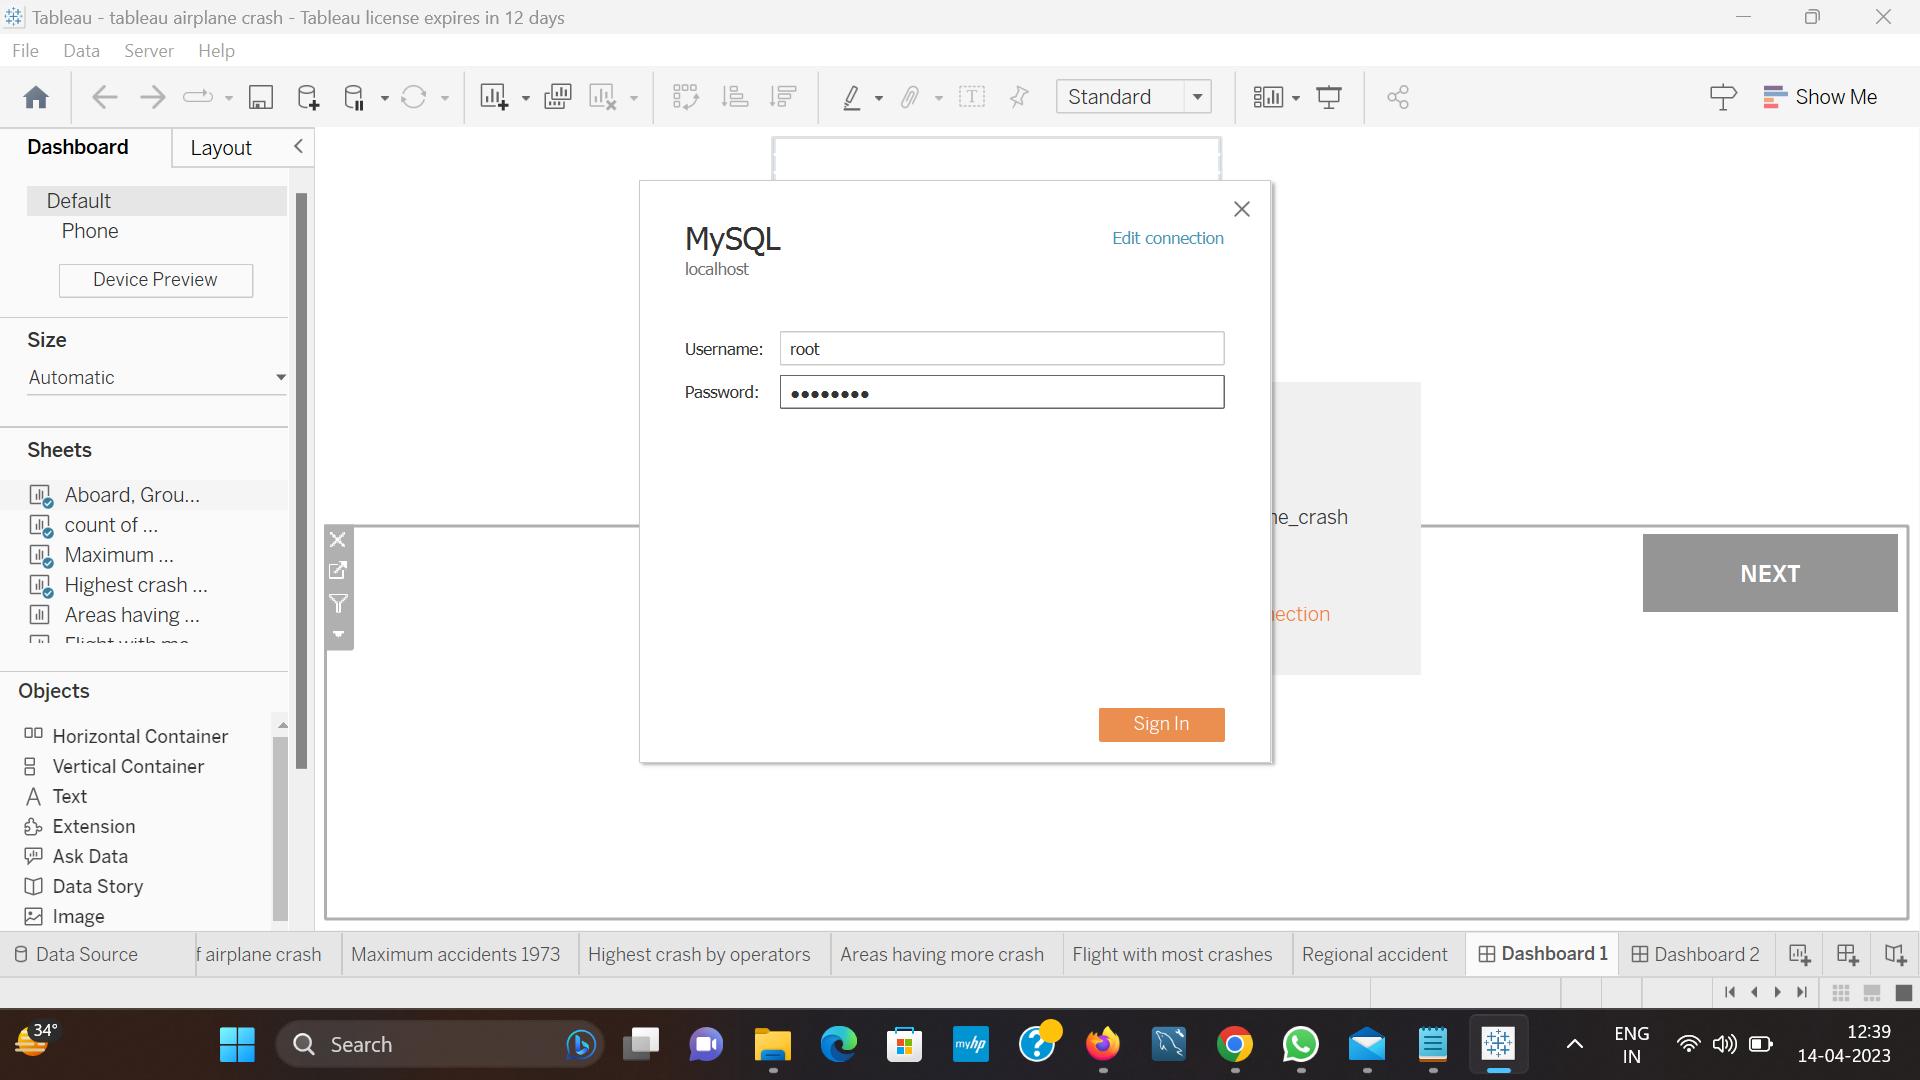 Tableau - tableau airplane crash - Tableau license expires in 12 days
File Data Server Help
Standard
Show Me
Dashboard Layout
Default
Phone
Device Preview
Size
Automatic
Sheets
Aboard, Grou...
count of ...
Maximum ...
Highest crash ...
Areas having ...
Objects
Horizontal Container
Vertical Container
Text
Extension
Ask Data
Data Story
Image
MySQL
localhost
Edit connection
Username: root
Password:
Sign In
e_crash
ection
NEXT
Data Source f airplane crash Maximum accidents 1973 Highest crash by operators Areas having more crash Flight with most crashes Regional accident Dashboard 1 Dashboard 2
34°
Search
myhp
ENG
IN
12:39
14-04-2023